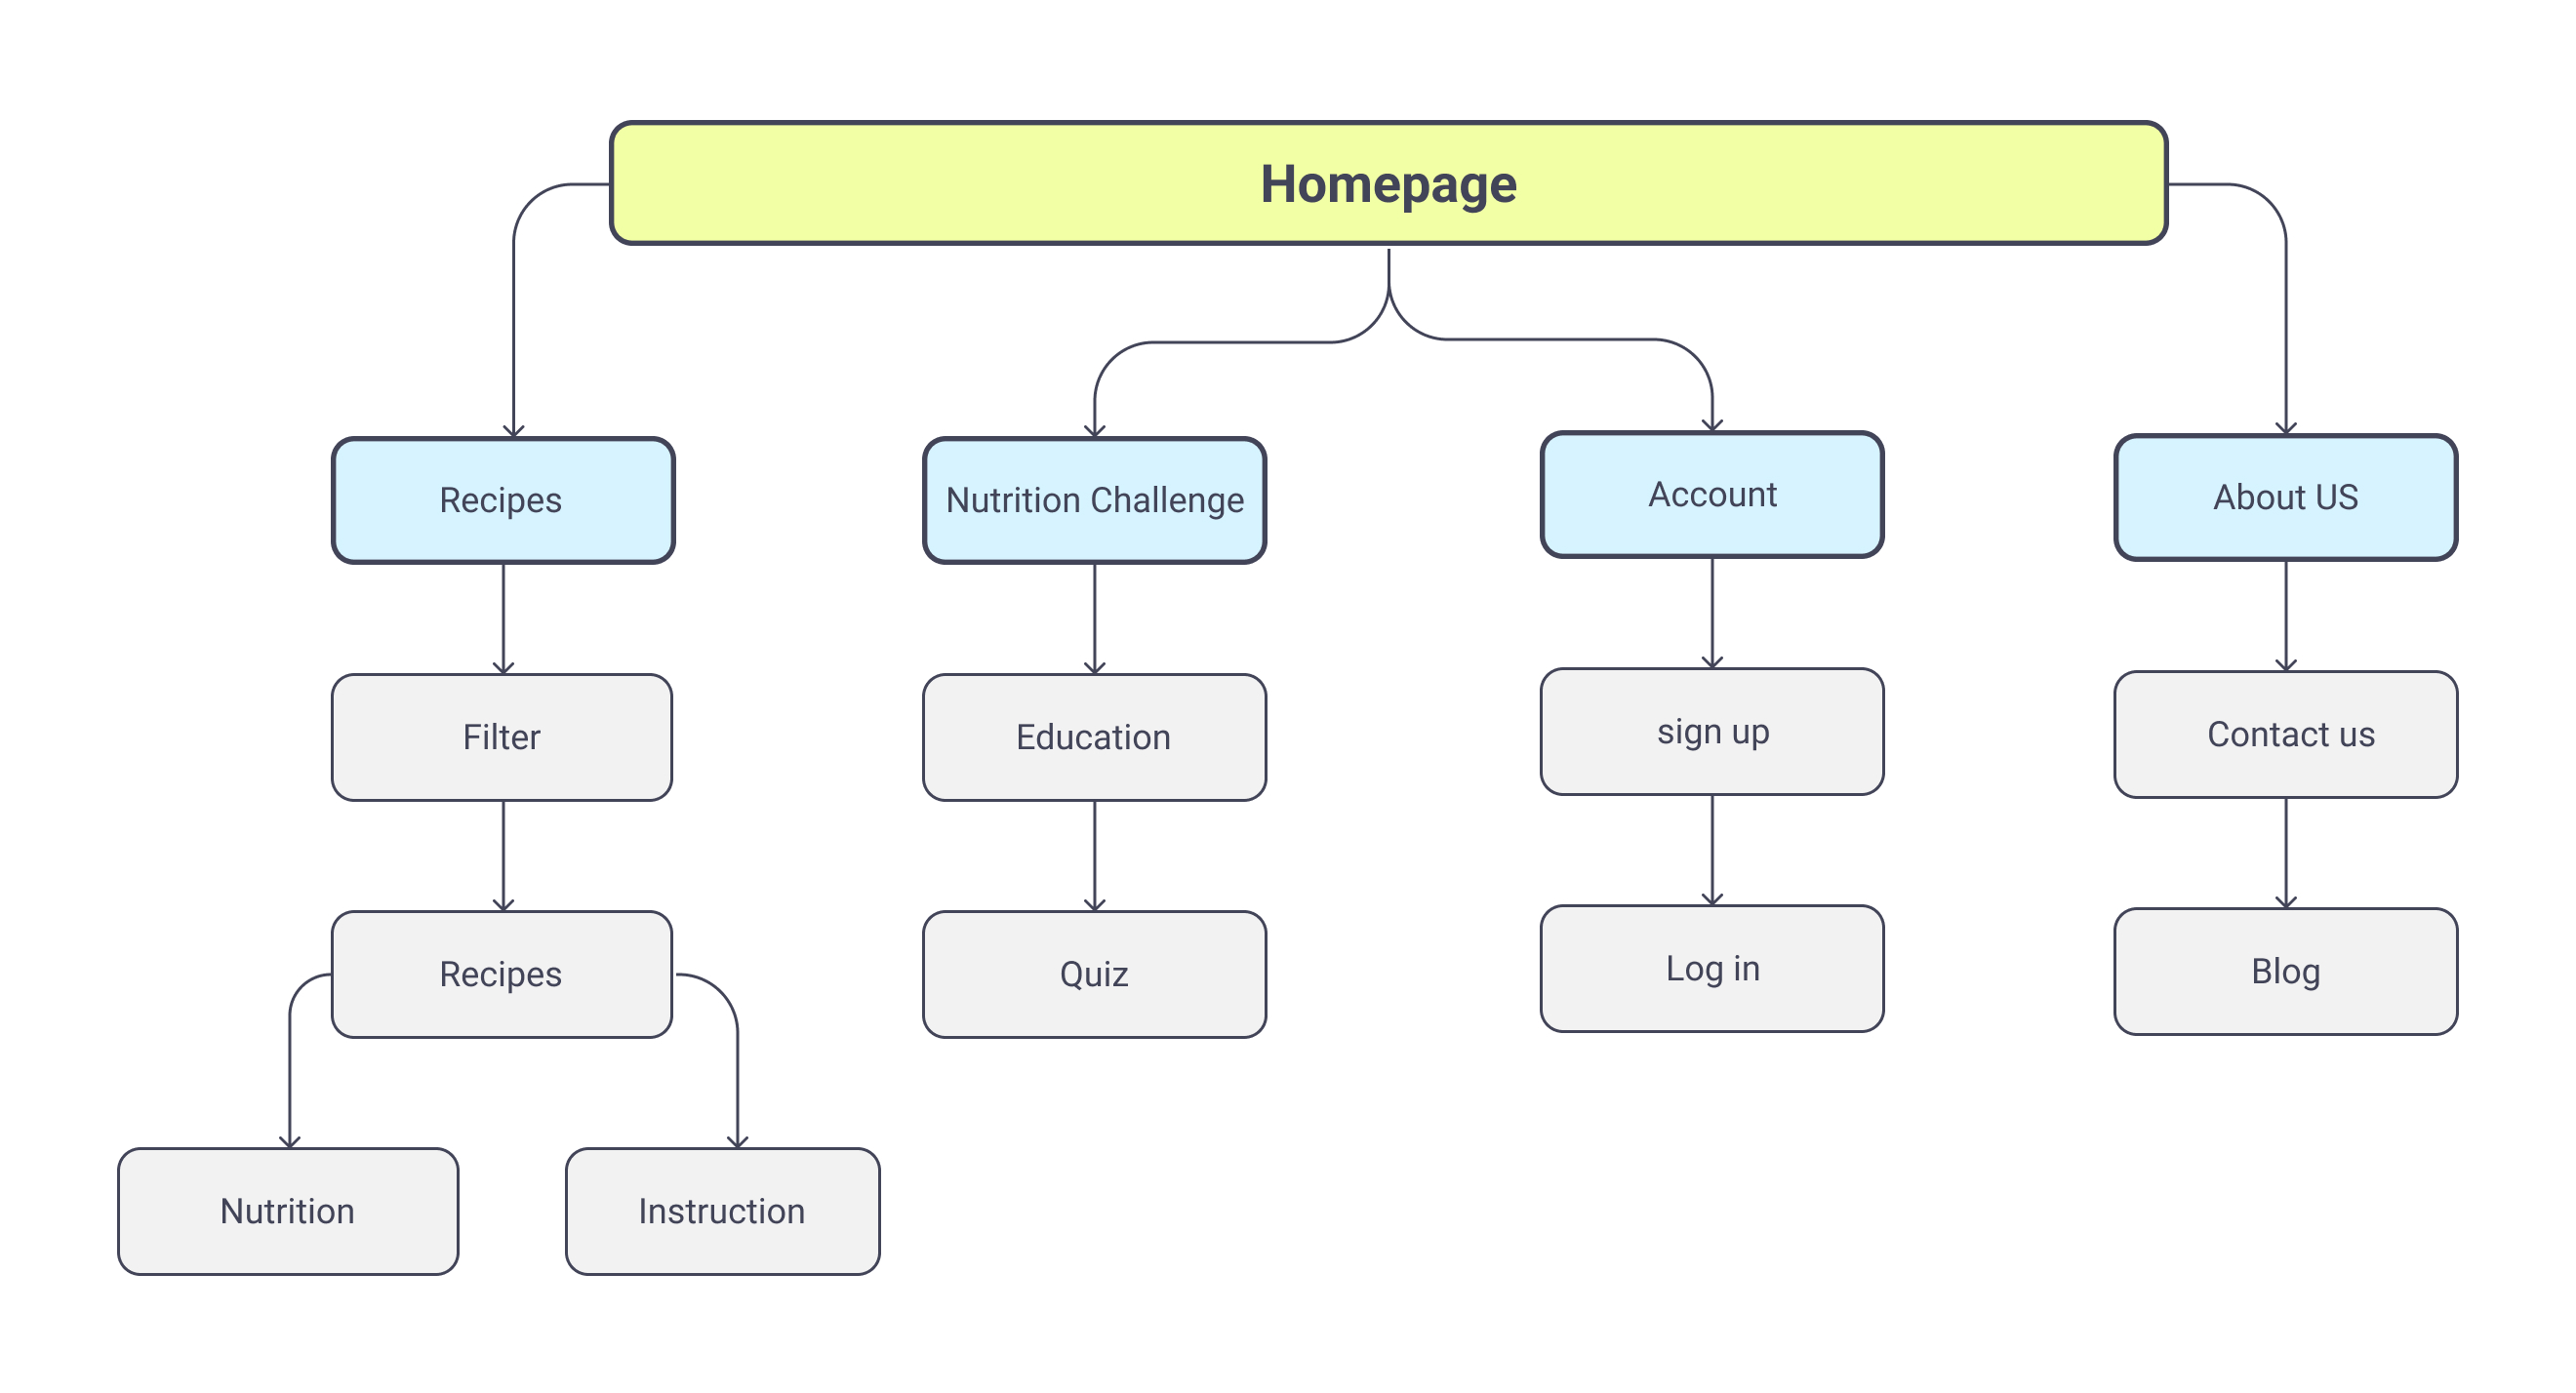 Homepage
Recipes
Nutrition Challenge
Account
About US
Filter
Education
sign up
Contact us
Recipes
Quiz
Log in
Blog
Nutrition
Instruction